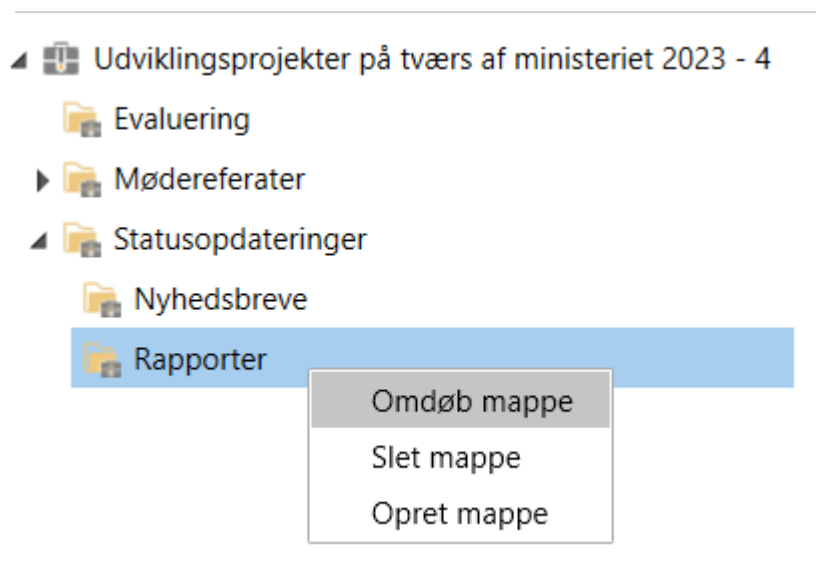 Udviklingsprojekter på tværs af ministeriet 2023 - 4
Evaluering
Mødereferater
Statusopdateringer
Nyhedsbreve
Rapporter
Omdøb mappe
Slet mappe
Opret mappe